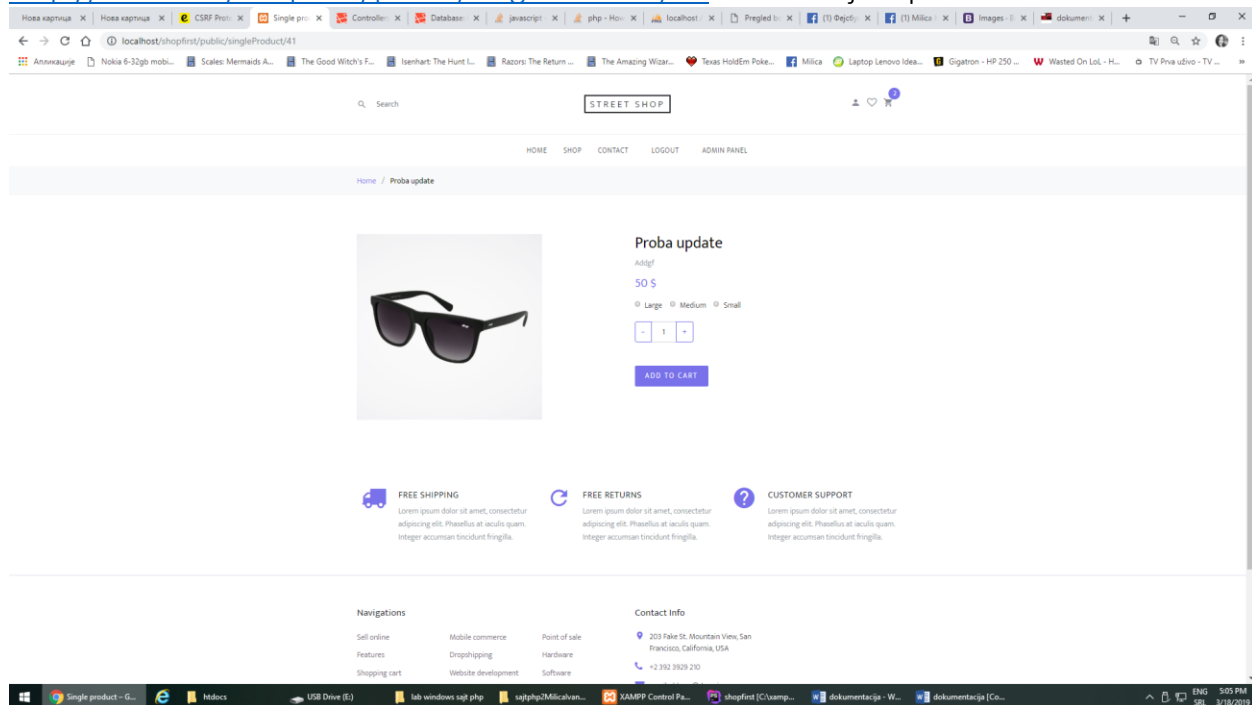 Нова картица Нова картица CSRF Prote Single pro Controller Database: javascript php - How localhost / Pregled b (1) Фејсбу (1) Milica Images - B dokument
localhost/shopfirst/public/singleProduct/41
Апликације Nokia 6-32gb mobi... Scales: Mermaids A... The Good Witch's F... Isenhart: The Hunt I... Razors: The Return ... The Amazing Wizar... Texas HoldEm Poke... Milica Laptop Lenovo Idea... Gigatron - HP 250 ... Wasted On LoL - H... TV Prva uživo - TV ...
Search STREET SHOP 2
HOME SHOP CONTACT LOGOUT ADMIN PANEL
Home / Proba update
Proba update
Addgf
50 $
Large Medium Small
- 1 +
ADD TO CART
FREE SHIPPING
Lorem ipsum dolor sit amet, consectetur
adipiscing elit. Phasellus at iaculis quam.
Integer accumsan tincidunt fringilla.
FREE RETURNS
Lorem ipsum dolor sit amet, consectetur
adipiscing elit. Phasellus at iaculis quam.
Integer accumsan tincidunt fringilla.
CUSTOMER SUPPORT
Lorem ipsum dolor sit amet, consectetur
adipiscing elit. Phasellus at iaculis quam.
Integer accumsan tincidunt fringilla.
Navigations
Sell online Mobile commerce Point of sale
Features Dropshipping Hardware
Shopping cart Website development Software
Contact Info
203 Fake St. Mountain View, San
Francisco, California, USA
+2 392 3929 210
Single product – G... htdocs USB Drive (E:) lab windows sajt php sajtphp2Milicalvan... XAMPP Control Pa... shopfirst [C:\xamp... dokumentacija - W... dokumentacija [Co...
ENG 5:05 PM
SRL 3/18/2019